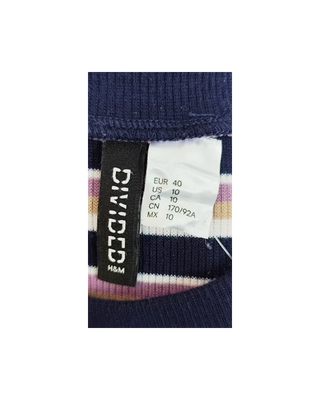 DIVIDED
H&M
EUR 40
US 10
CA 10
CN 170/92A
MX 10